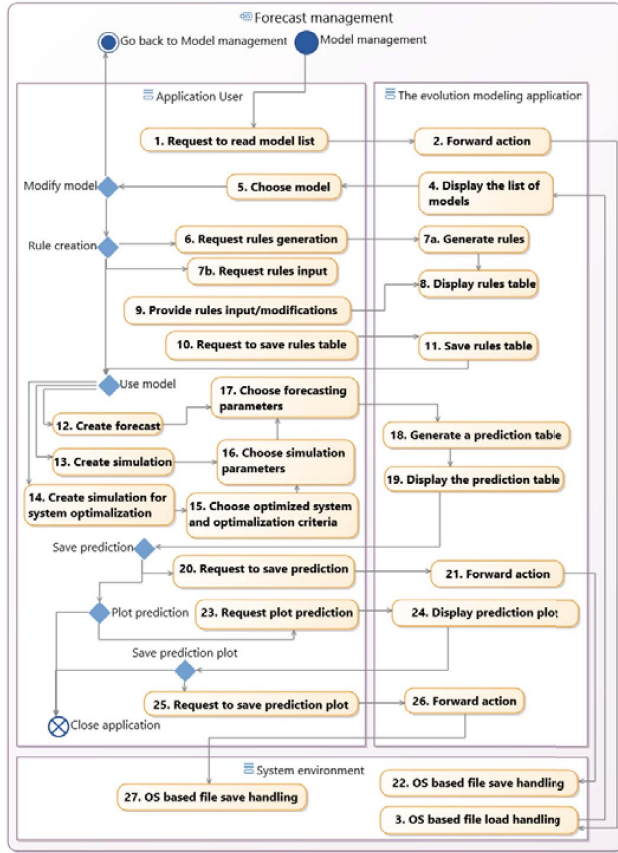 Forecast management
Go back to Model management
Model management
Application User
The evolution modeling application
1. Request to read model list
2. Forward action
Modify model
5. Choose model
4. Display the list of
models
Rule creation
6. Request rules generation
7a. Generate rules
7b. Request rules input
8. Display rules table
9. Provide rules input/modifications
10. Request to save rules table
11. Save rules table
Use model
17. Choose forecasting
parameters
12. Create forecast
18. Generate a prediction table
16. Choose simulation
parameters
13. Create simulation
19. Display the prediction table
14. Create simulation for
system optimalization
15. Choose optimized system
and optimalization criteria
Save prediction
20. Request to save prediction
21. Forward action
Plot prediction
23. Request plot prediction
24. Display prediction plot
Save prediction plot
25. Request to save prediction plot
26. Forward action
Close application
System environment
22. OS based file save handling
27. OS based file save handling
3. OS based file load handling